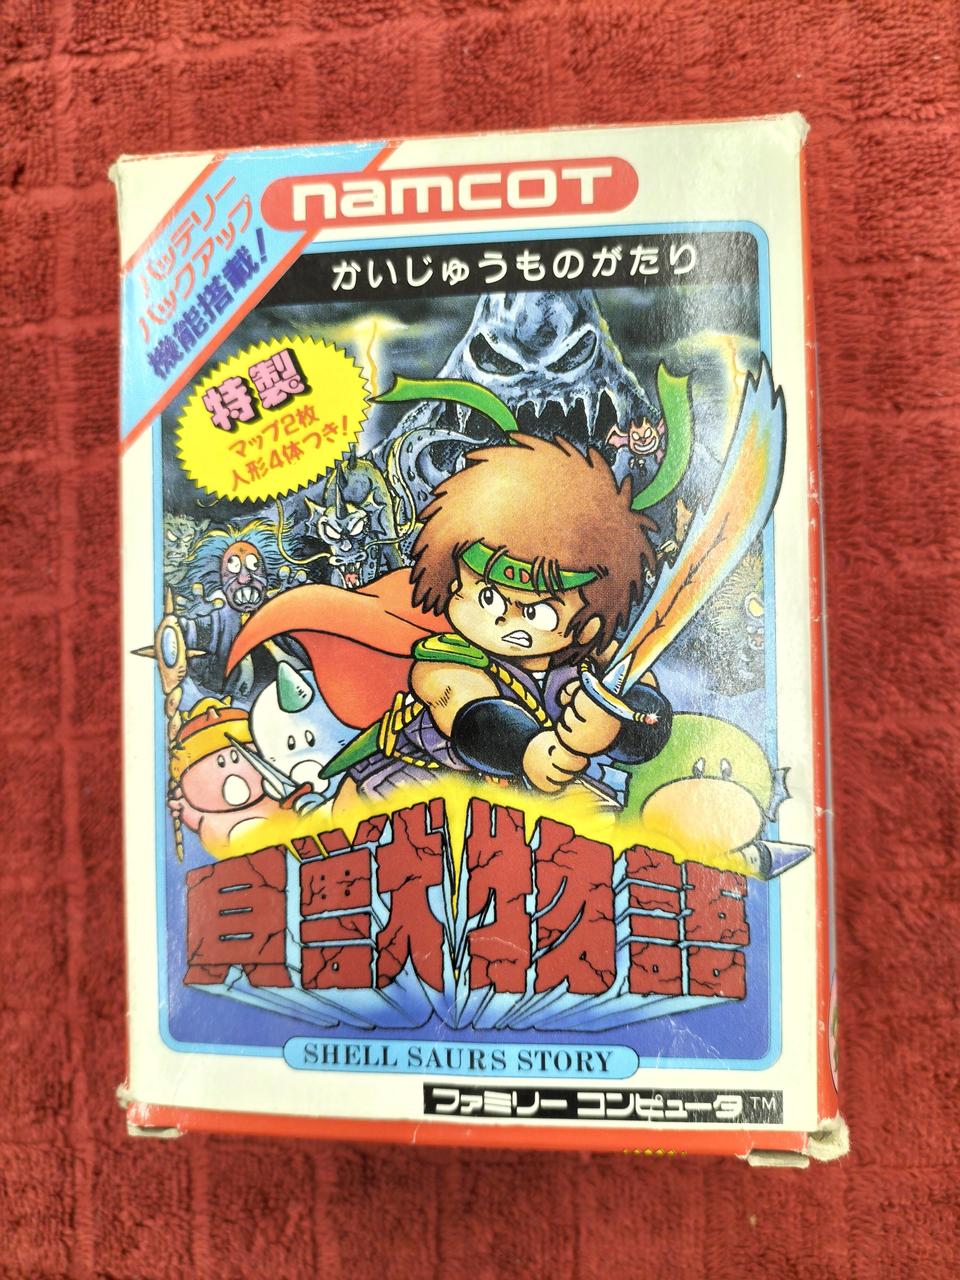 バッテリー
バックアップ
機能搭載!
namcoT
かいじゅうものがたり
特製
マップ2枚
人形4体つき!
貝獣物語
SHELL SAURS STORY
ファミリー コンピュータ TM